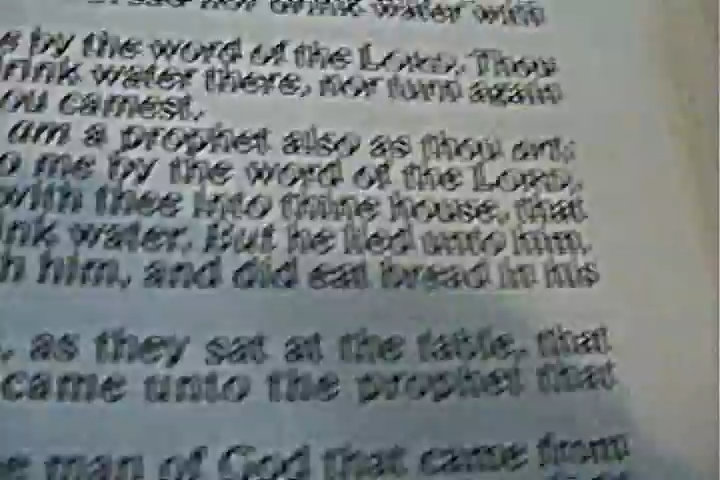 nor drink water with
by the word of the LORD, Thou
drink water there, nor turn again
camest.
am a prophet also as thou art;
me by the word of the LORD,
with thee into thine house, that
water. But he lied unto him.
him, and did eat bread in his
as they sat at the table, that
came unto the prophet that
man of God that came from